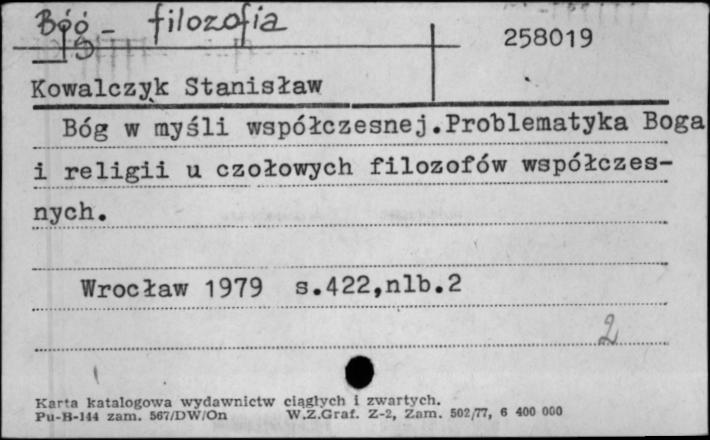 Bóg - filozofia
258019
Kowalczyk Stanisław
Bóg w myśli współczesnej.Problematyka Boga
i religii u czołowych filozofów współczes-
nych.
Wrocław 1979 s.422,nlb.2
2
Karta katalogowa wydawnictw ciągłych i zwartych.
Pu-B-144 zam. 567/DW/On W.Z.Graf. Z-2, Zam. 502/77, 6 400 000